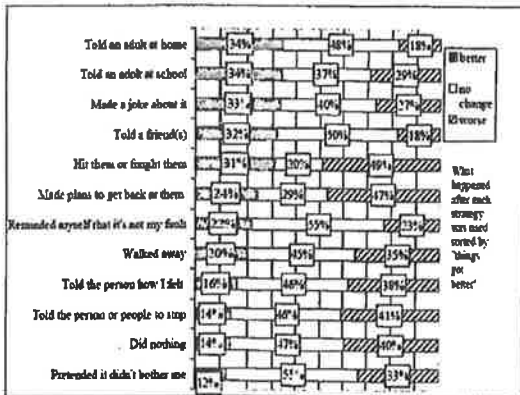 Told an adult at home 34% 48% 18%
Told an adult at school 34% 37% 29%
Made a joke about it 33% 40% 27%
Told a friend(s) 32% 50% 18%
Hit them or fought them 31% 20% 49%
Made plans to get back at them 24% 29% 47%
Reminded myself that it's not my fault 22% 55% 23%
Walked away 20% 45% 35%
Told the person how I felt 16% 46% 38%
Told the person or people to stop 14% 46% 41%
Did nothing 14% 47% 40%
Pretended it didn't bother me 12% 33%
better
no
change
worse
What
happened
after each
strategy
was used
sorted by
"things
got
better"